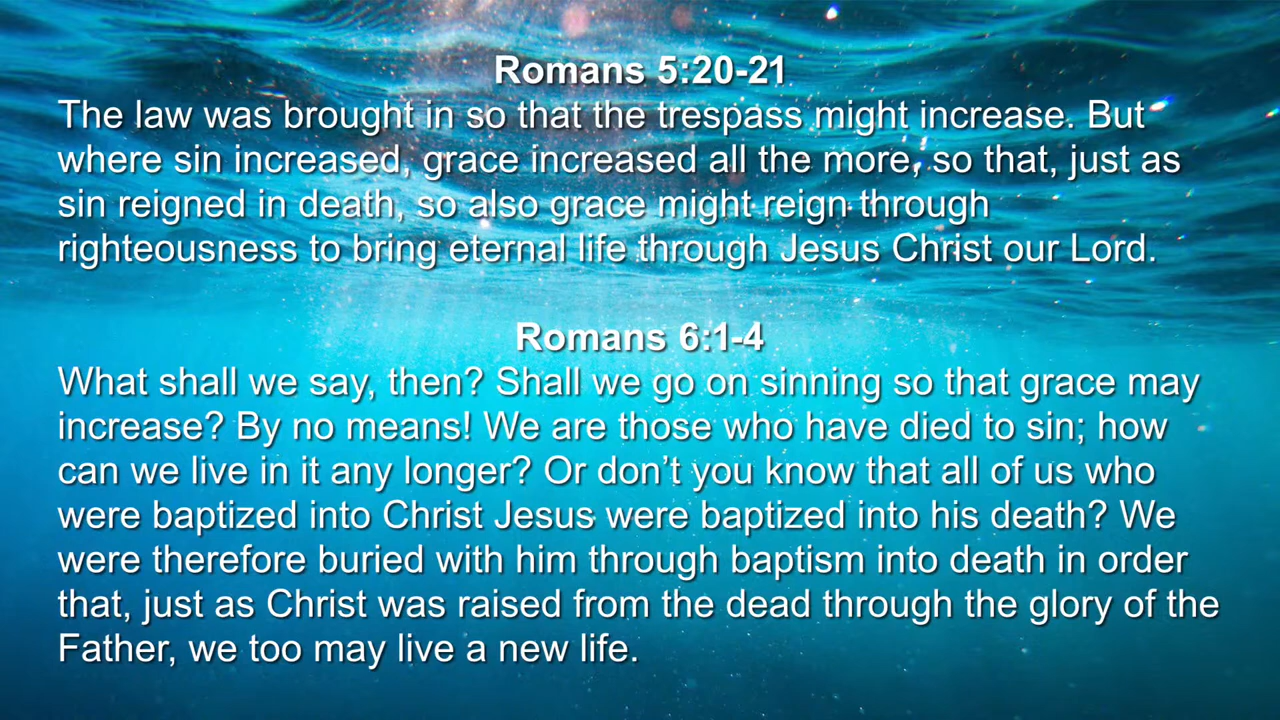 Romans 5:20-21
The law was brought in so that the trespass might increase. But
where sin increased, grace increased all the more, so that, just as
sin reigned in death, so also grace might reign through
righteousness to bring eternal life through Jesus Christ our Lord.
Romans 6:1-4
What shall we say, then? Shall we go on sinning so that grace may
increase? By no means! We are those who have died to sin; how
can we live in it any longer? Or don’t you know that all of us who
were baptized into Christ Jesus were baptized into his death? We
were therefore buried with him through baptism into death in order
that, just as Christ was raised from the dead through the glory of the
Father, we too may live a new life.